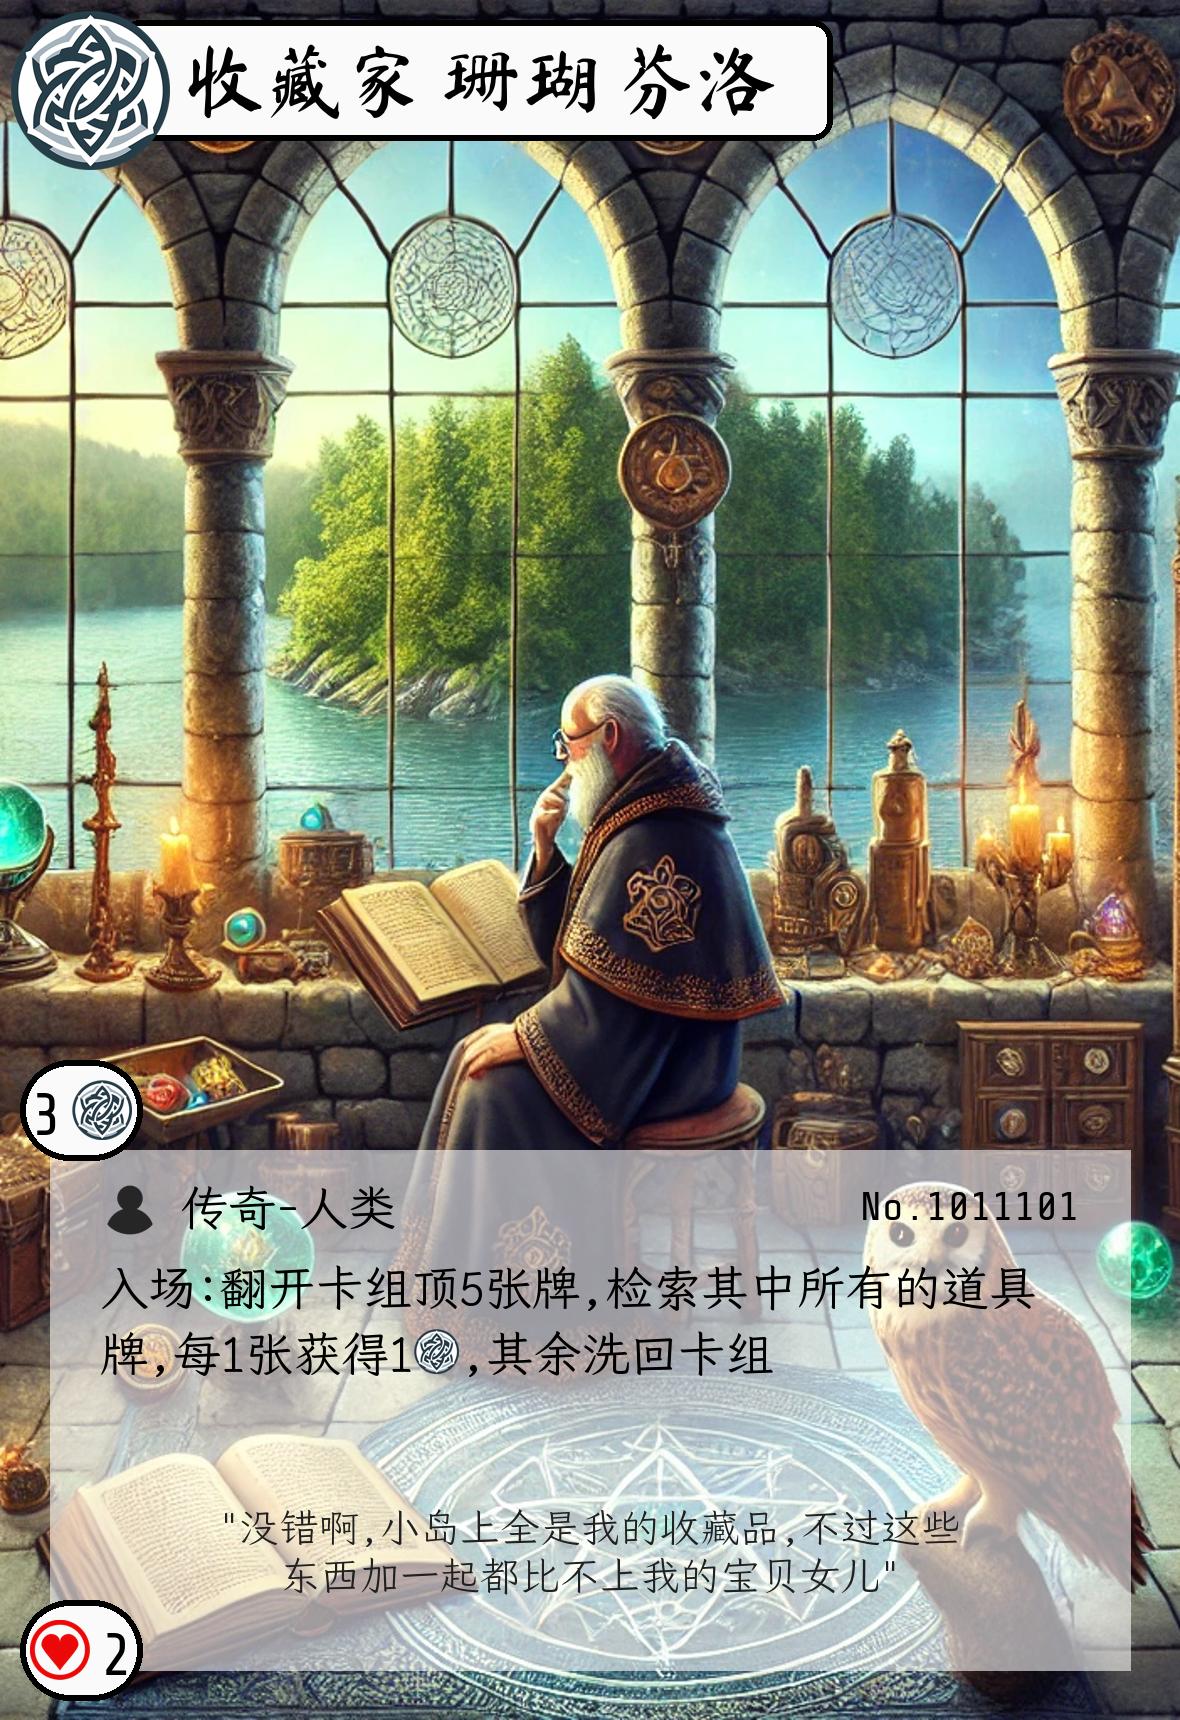 收藏家 珊瑚 芬洛
3
传奇-人类
No.1011101
入场:翻开卡组顶5张牌,检索其中所有的道具
牌,每1张获得1,其余洗回卡组
"没错啊,小岛上全是我的收藏品,不过这些
东西加一起都比不上我的宝贝女儿"
2